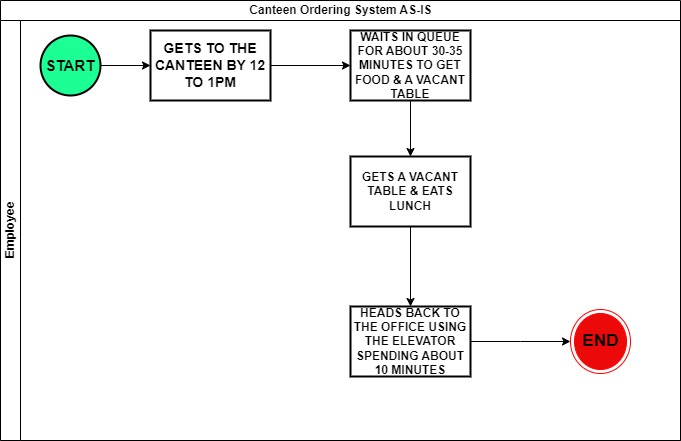 Canteen Ordering System AS-IS
Employee
START
GETS TO THE
CANTEEN BY 12
TO 1PM
WAITS IN QUEUE
FOR ABOUT 30-35
MINUTES TO GET
FOOD & A VACANT
TABLE
GETS A VACANT
TABLE & EATS
LUNCH
HEADS BACK TO
THE OFFICE USING
THE ELEVATOR
SPENDING ABOUT
10 MINUTES
END